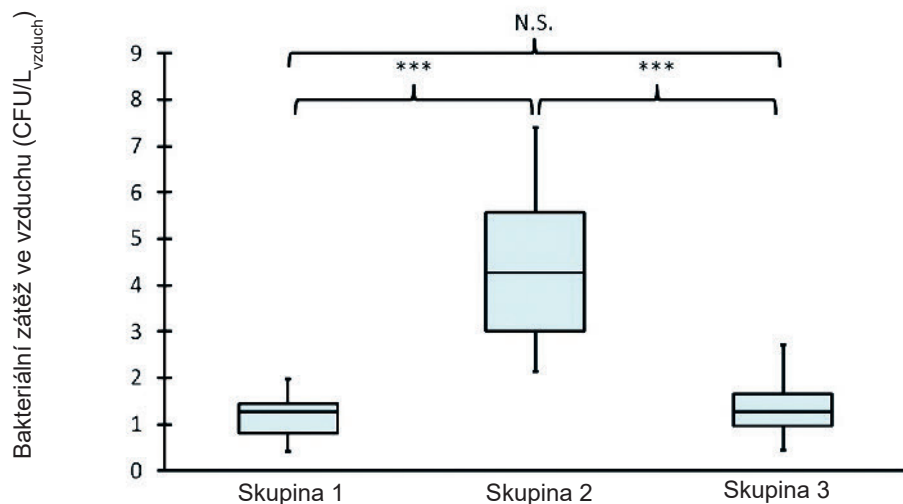 Bakteriální zátěž ve vzduchu (CFU/L_vzduch)
N.S.
***
***
9
8
7
6
5
4
3
2
1
0
Skupina 1
Skupina 2
Skupina 3